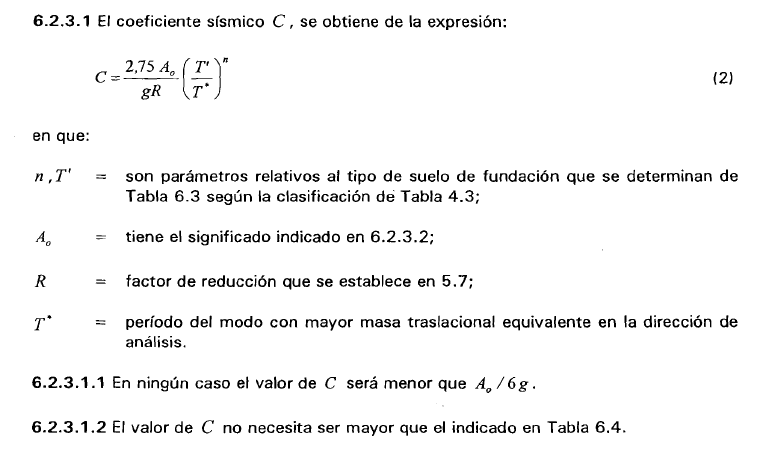 6.2.3.1 El coeficiente sísmico C, se obtiene de la expresión:
C = \frac{2,75 A_o}{gR} \left( \frac{T'}{T^*} \right)^n (2)
en que:
n, T' = son parámetros relativos al tipo de suelo de fundación que se determinan de
Tabla 6.3 según la clasificación de Tabla 4.3;
A_o = tiene el significado indicado en 6.2.3.2;
R = factor de reducción que se establece en 5.7;
T^* = período del modo con mayor masa traslacional equivalente en la dirección de
análisis.
6.2.3.1.1 En ningún caso el valor de C será menor que A_o / 6g.
6.2.3.1.2 El valor de C no necesita ser mayor que el indicado en Tabla 6.4.